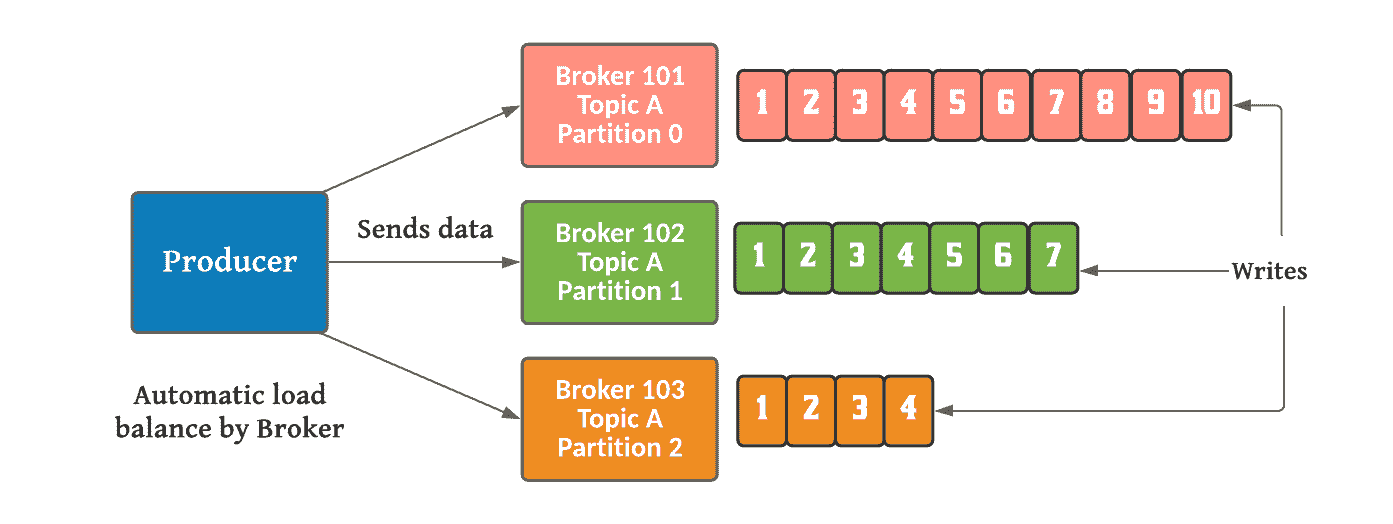 Broker 101
Topic A
Partition 0
1 2 3 4 5 6 7 8 9 10
Producer
Sends data
Broker 102
Topic A
Partition 1
1 2 3 4 5 6 7
Writes
Automatic load
balance by Broker
Broker 103
Topic A
Partition 2
1 2 3 4